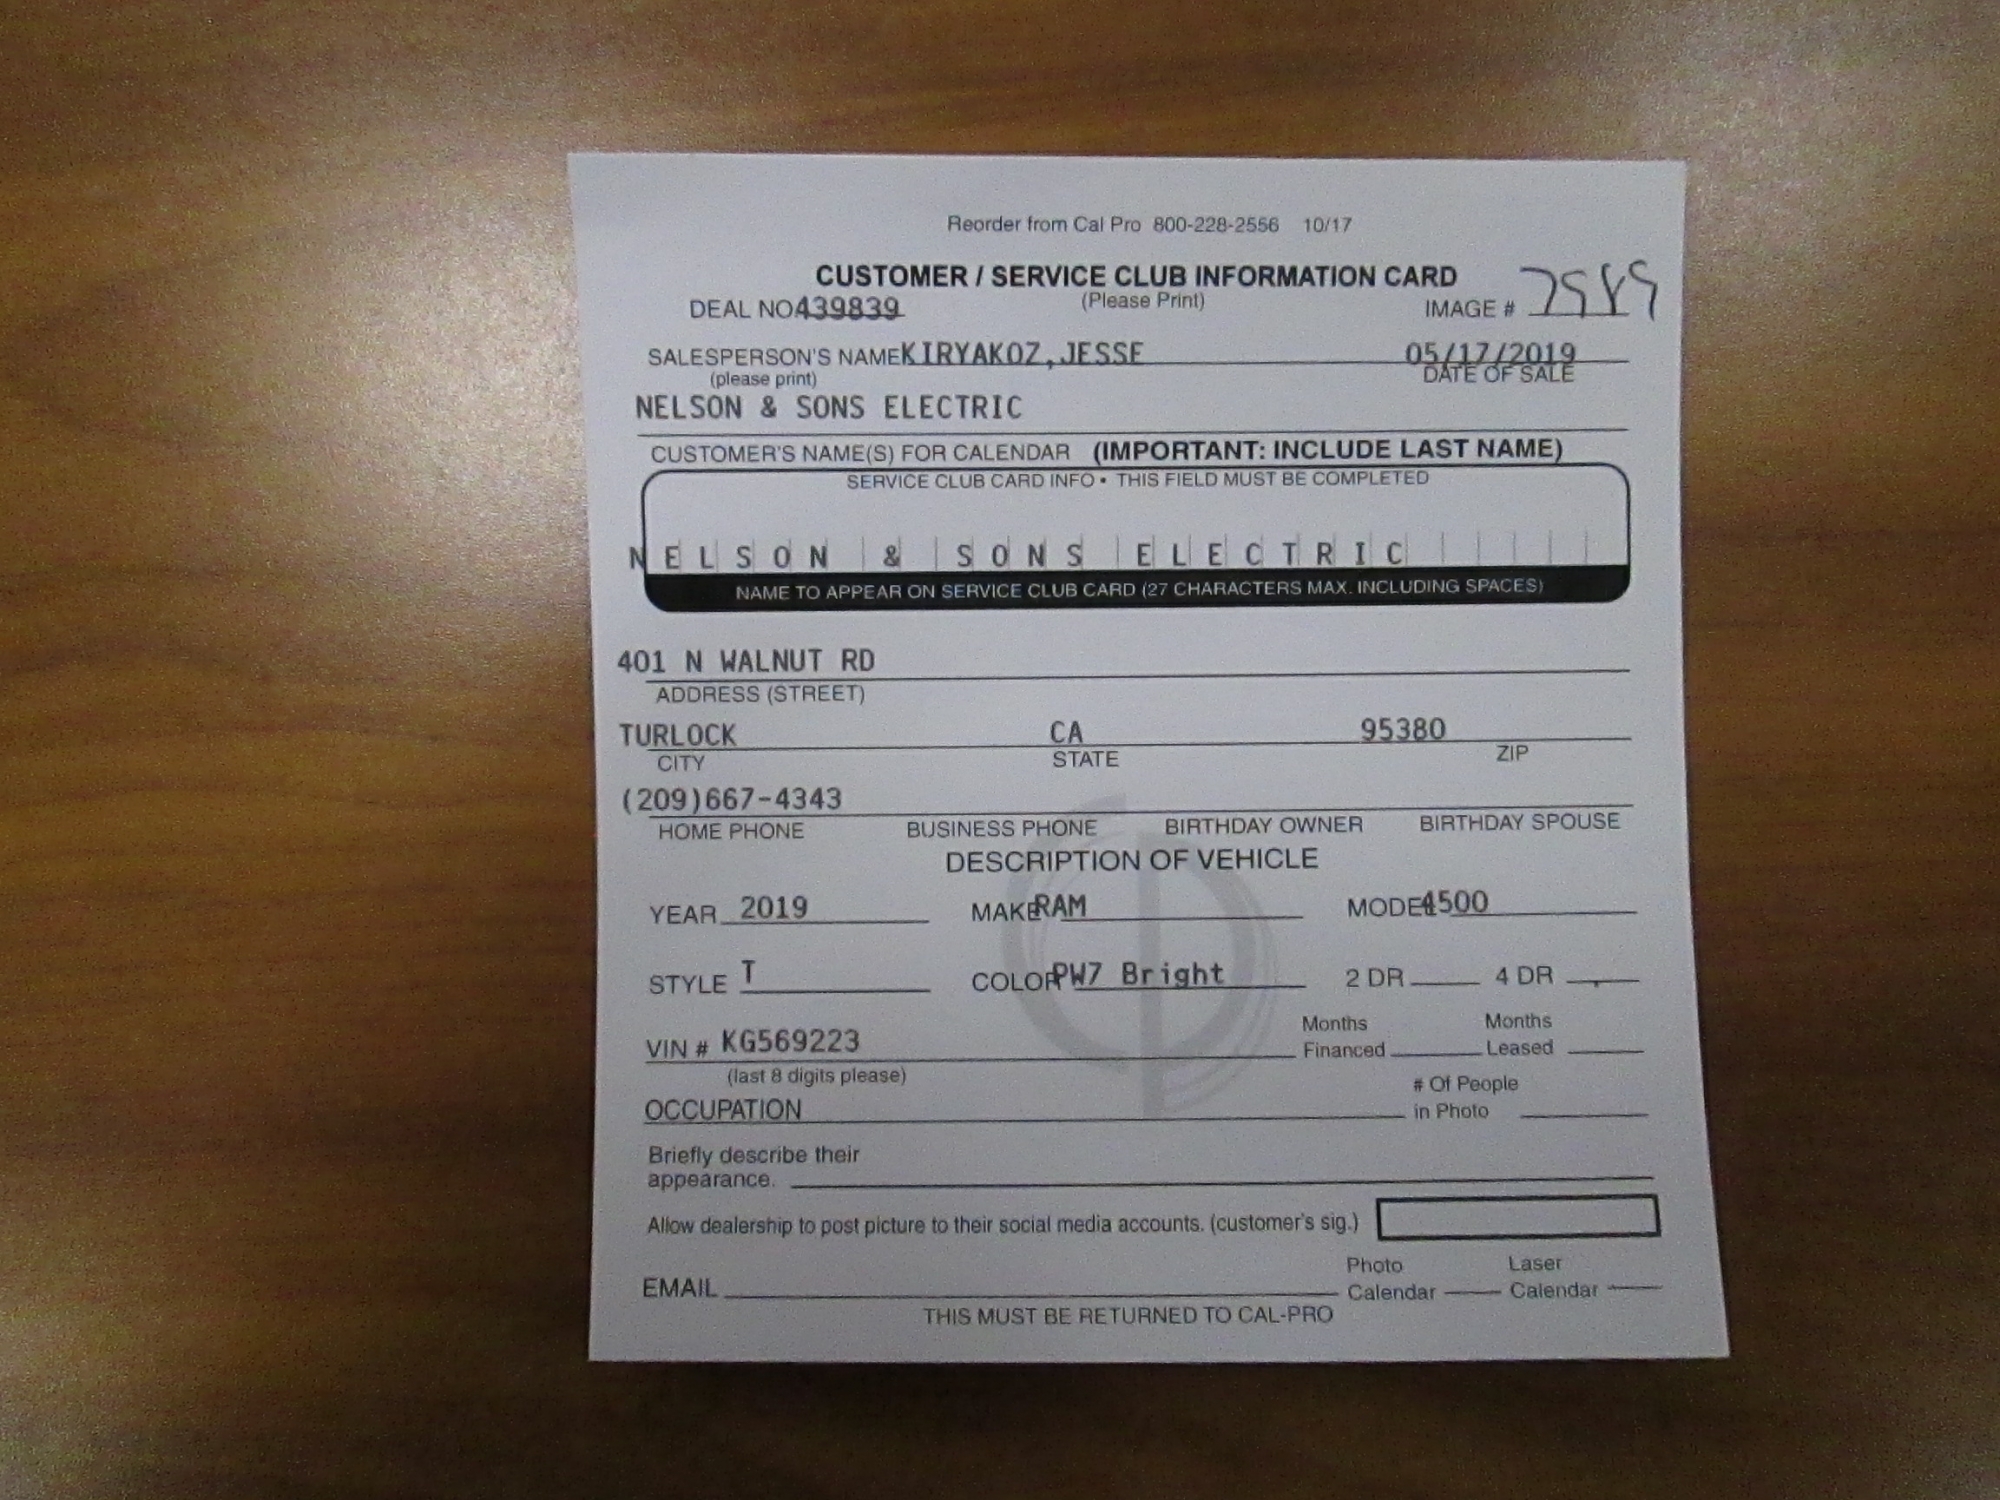 Reorder from Cal Pro 800-228-2556 10/17
CUSTOMER / SERVICE CLUB INFORMATION CARD
DEAL NO 439839 (Please Print) IMAGE #
SALESPERSON'S NAME KIRYAKOZ, JESSE 05/17/2019
(please print) DATE OF SALE
NELSON & SONS ELECTRIC
CUSTOMER'S NAME(S) FOR CALENDAR (IMPORTANT: INCLUDE LAST NAME)
SERVICE CLUB CARD INFO • THIS FIELD MUST BE COMPLETED
NELSON & SONS ELECTRIC
NAME TO APPEAR ON SERVICE CLUB CARD (27 CHARACTERS MAX. INCLUDING SPACES)
401 N WALNUT RD
ADDRESS (STREET)
TURLOCK CA 95380
CITY STATE ZIP
(209)667-4343
HOME PHONE BUSINESS PHONE BIRTHDAY OWNER BIRTHDAY SPOUSE
DESCRIPTION OF VEHICLE
YEAR 2019 MAKE RAM MODEL 4500
STYLE T COLOR PW7 Bright 2 DR 4 DR
VIN # KG569223 Months Financed Months Leased
(last 8 digits please)
OCCUPATION # Of People in Photo
Briefly describe their
appearance.
Allow dealership to post picture to their social media accounts. (customer's sig.)
EMAIL Photo Calendar Laser Calendar
THIS MUST BE RETURNED TO CAL-PRO